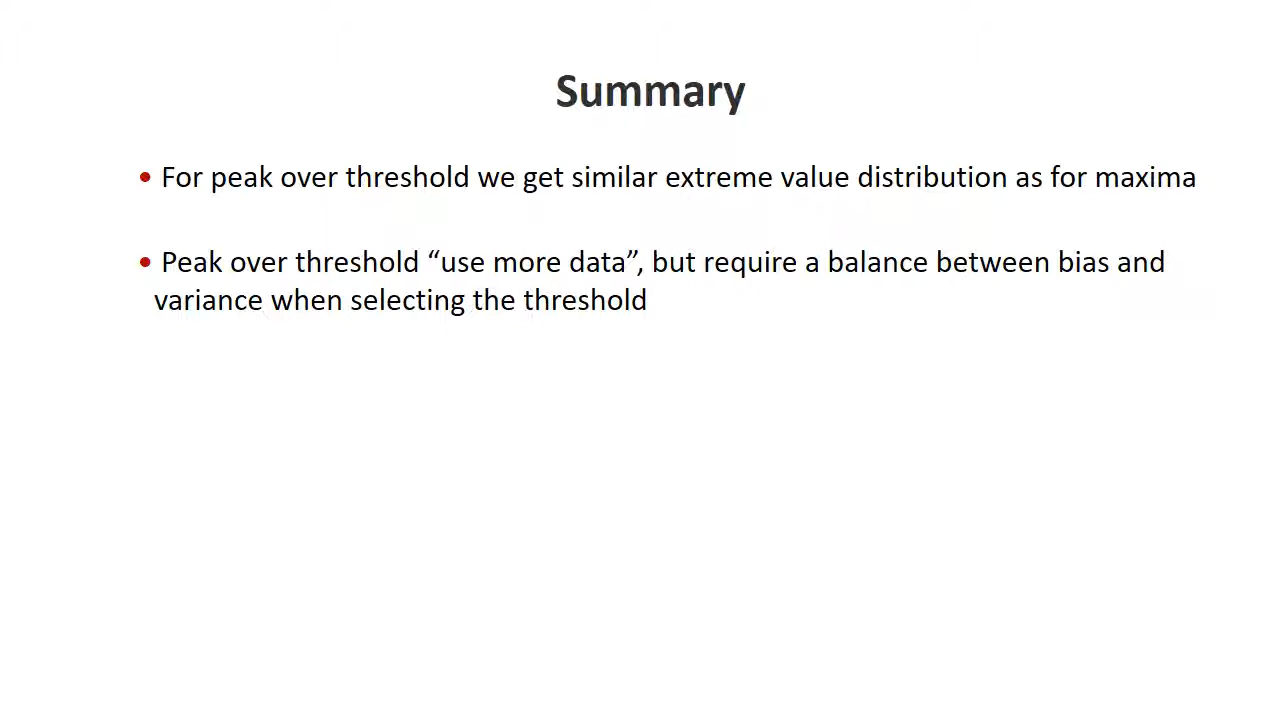 Summary
• For peak over threshold we get similar extreme value distribution as for maxima
• Peak over threshold “use more data”, but require a balance between bias and
variance when selecting the threshold